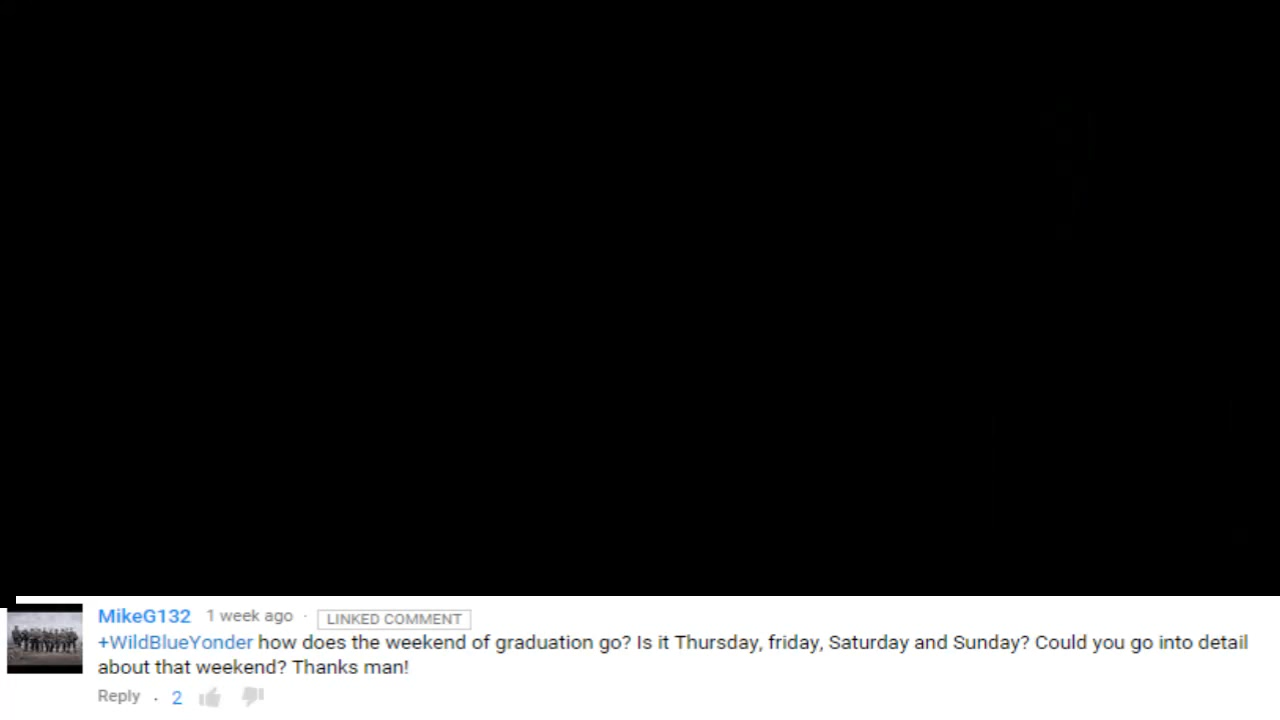 MikeG132 1 week ago · LINKED COMMENT
+WildBlueYonder how does the weekend of graduation go? Is it Thursday, friday, Saturday and Sunday? Could you go into detail
about that weekend? Thanks man!
Reply · 2